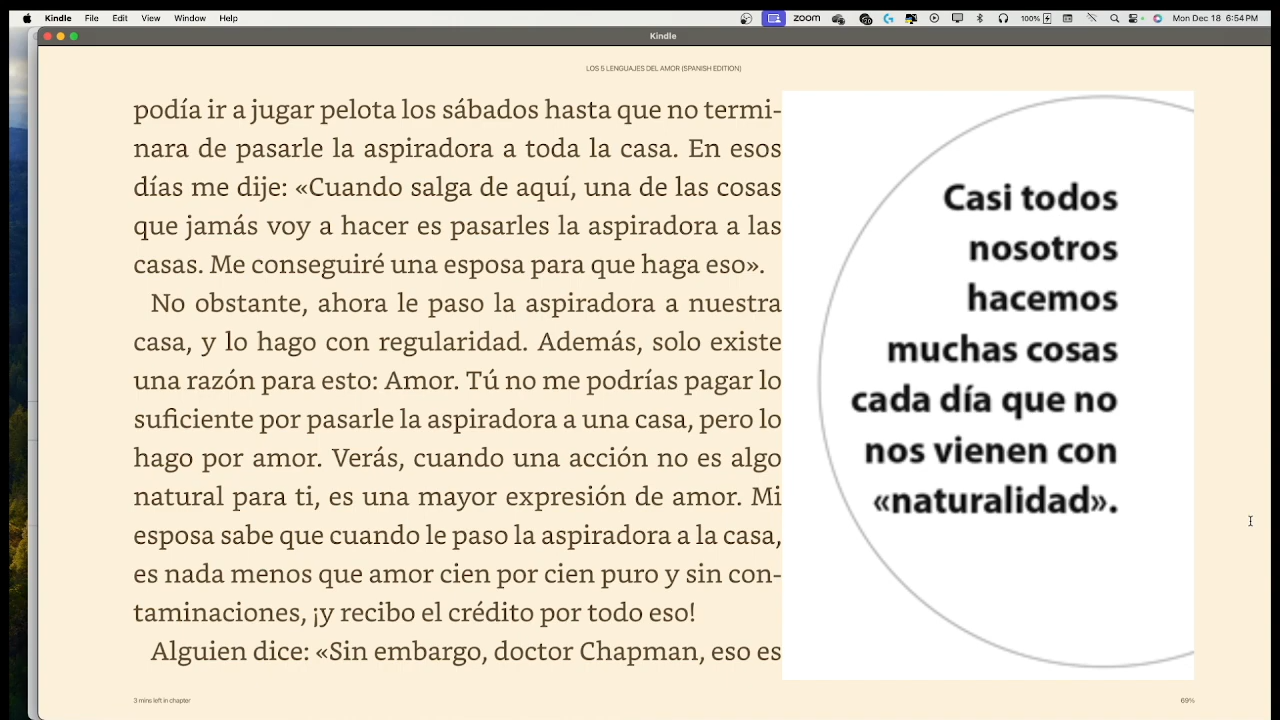 Kindle File Edit View Window Help
zoom 100% Mon Dec 18 6:54 PM
Kindle
LOS 5 LENGUAJES DEL AMOR (SPANISH EDITION)
podía ir a jugar pelota los sábados hasta que no termi-
nara de pasarle la aspiradora a toda la casa. En esos
días me dije: «Cuando salga de aquí, una de las cosas
que jamás voy a hacer es pasarles la aspiradora a las
casas. Me conseguiré una esposa para que haga eso».
No obstante, ahora le paso la aspiradora a nuestra
casa, y lo hago con regularidad. Además, solo existe
una razón para esto: Amor. Tú no me podrías pagar lo
suficiente por pasarle la aspiradora a una casa, pero lo
hago por amor. Verás, cuando una acción no es algo
natural para ti, es una mayor expresión de amor. Mi
esposa sabe que cuando le paso la aspiradora a la casa,
es nada menos que amor cien por cien puro y sin con-
taminaciones, ¡y recibo el crédito por todo eso!
Alguien dice: «Sin embargo, doctor Chapman, eso es
Casi todos
nosotros
hacemos
muchas cosas
cada día que no
nos vienen con
«naturalidad».
3 mins left in chapter
69%